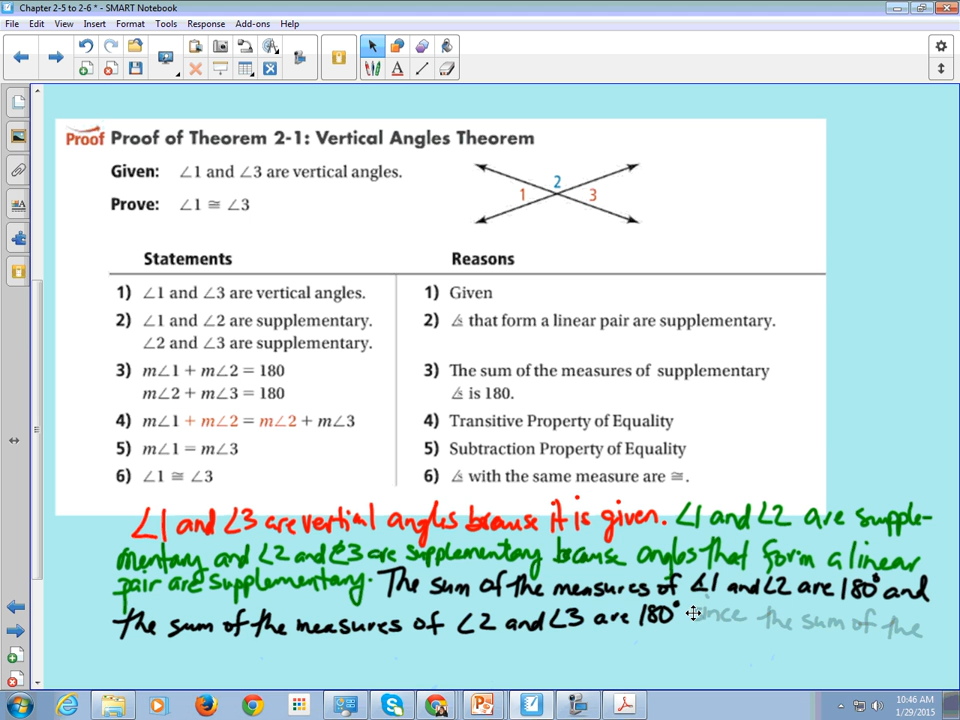 Chapter 2-5 to 2-6 * - SMART Notebook
File Edit View Insert Format Tools Response Add-ons Help
Proof Proof of Theorem 2-1: Vertical Angles Theorem
Given: ∠1 and ∠3 are vertical angles.
Prove: ∠1 ≅ ∠3
1 2 3
Statements Reasons
1) ∠1 and ∠3 are vertical angles. 1) Given
2) ∠1 and ∠2 are supplementary. 2) ∠s that form a linear pair are supplementary.
∠2 and ∠3 are supplementary.
3) m∠1 + m∠2 = 180 3) The sum of the measures of supplementary
m∠2 + m∠3 = 180 ∠s is 180.
4) m∠1 + m∠2 = m∠2 + m∠3 4) Transitive Property of Equality
5) m∠1 = m∠3 5) Subtraction Property of Equality
6) ∠1 ≅ ∠3 6) ∠s with the same measure are ≅.
∠1 and ∠3 are vertical angles because it is given. ∠1 and ∠2 are supple-
mentary and ∠2 and ∠3 are supplementary because angles that form a linear
pair are supplementary. The sum of the measures of ∠1 and ∠2 are 180° and
the sum of the measures of ∠2 and ∠3 are 180° since the sum of the
10:46 AM
1/29/2015